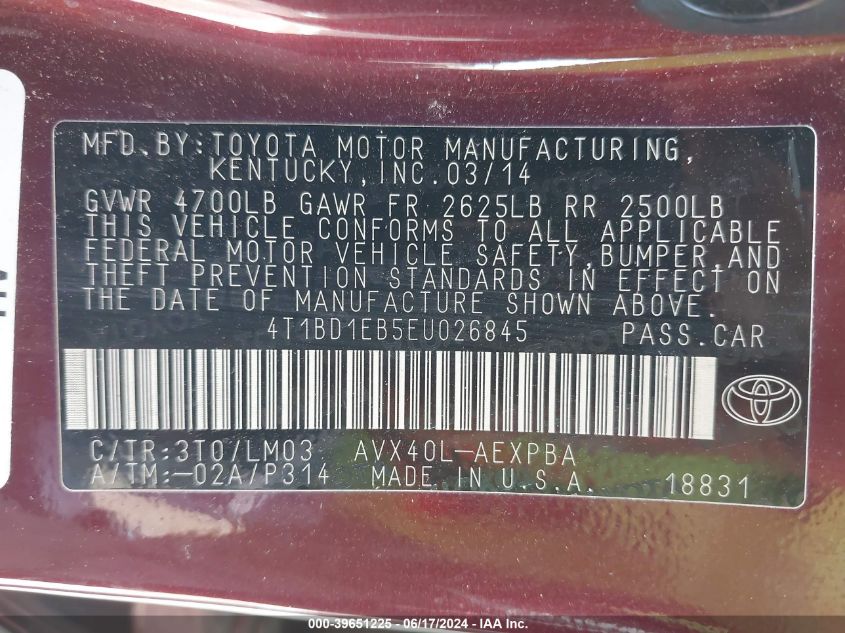 MFD.BY:TOYOTA MOTOR MANUFACTURING,
KENTUCKY,INC.03/14
GVWR 4700LB GAWR FR 2625LB RR 2500LB
THIS VEHICLE CONFORMS TO ALL APPLICABLE
FEDERAL MOTOR VEHICLE SAFETY,BUMPER,AND
THEFT PREVENTION STANDARDS IN EFFECT ON
THE DATE OF MANUFACTURE SHOWN ABOVE.
4T1BD1EB5EU026845 PASS.CAR
C/TR:3T0/LM03 AVX40L-AEXPBA
A/TM:-02A/P314 MADE IN U.S.A. 18831
000-39651225 - 06/17/2024 - IAA Inc.